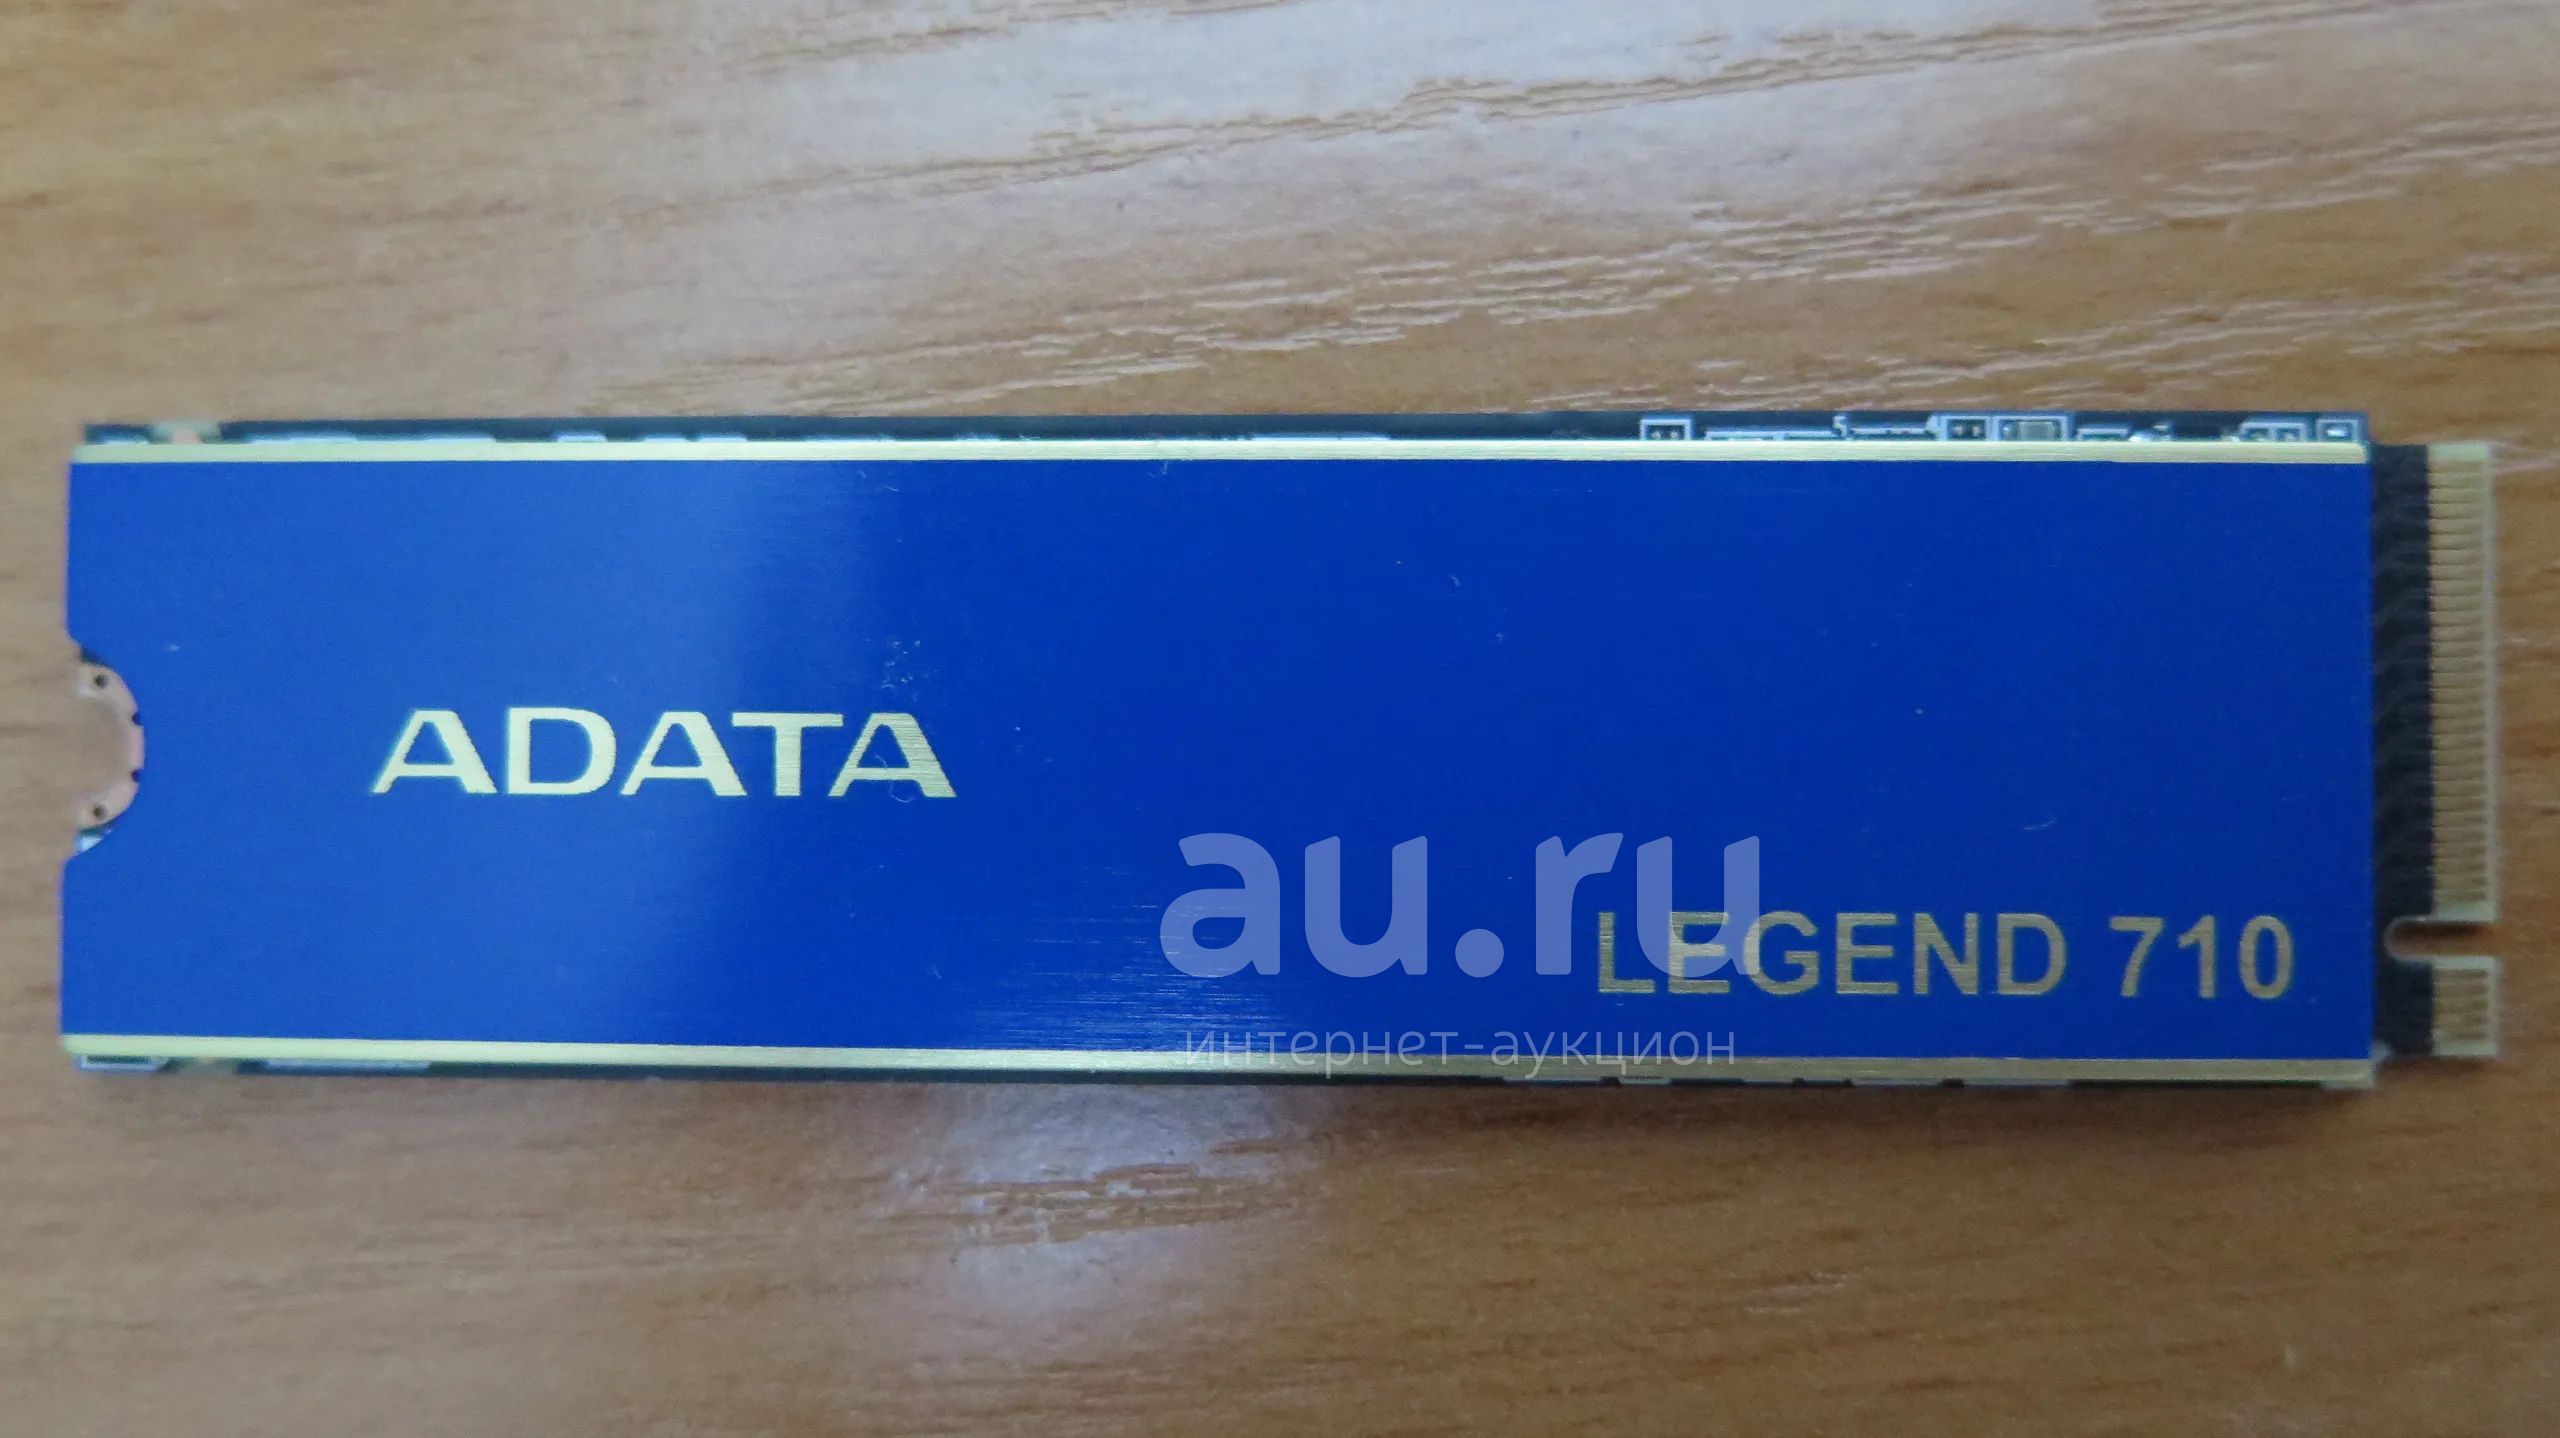 ADATA
au.ru
LEGEND 710
интернет-аукцион